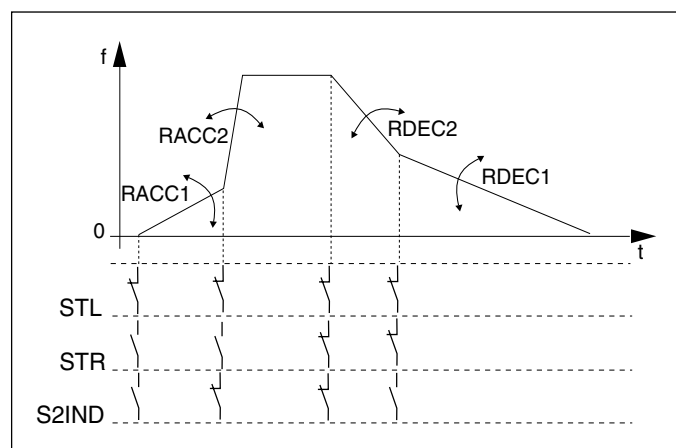 f
RACC2
RDEC2
RACC1
RDEC1
0
t
STL
STR
S2IND